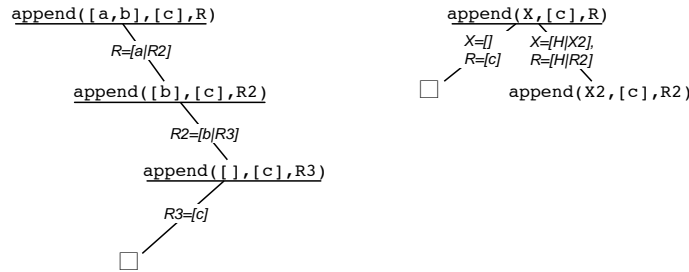 append([a,b],[c],R)
R=[a|R2]
append([b],[c],R2)
R2=[b|R3]
append([],[c],R3)
R3=[c]
append(X,[c],R)
X=[]
R=[c]
X=[H|X2],
R=[H|R2]
append(X2,[c],R2)